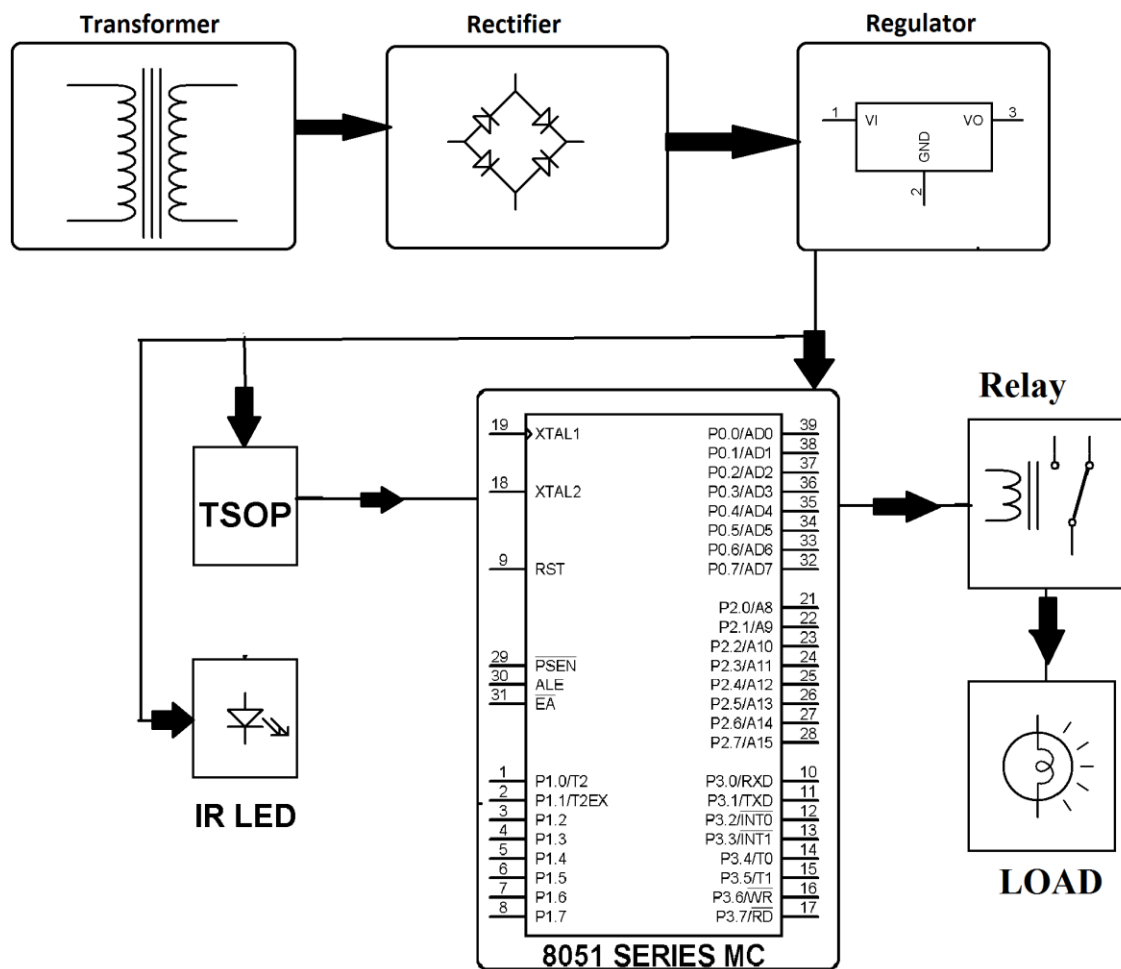 Transformer
Rectifier
Regulator
1
VI
VO
3
GND
2
Relay
TSOP
IR LED
19
XTAL1
18
XTAL2
9
RST
29
PSEN
30
ALE
31
EA
1
P1.0/T2
2
P1.1/T2EX
3
P1.2
4
P1.3
5
P1.4
6
P1.5
7
P1.6
8
P1.7
P0.0/AD0
39
P0.1/AD1
38
P0.2/AD2
37
P0.3/AD3
36
P0.4/AD4
35
P0.5/AD5
34
P0.6/AD6
33
P0.7/AD7
32
P2.0/A8
21
P2.1/A9
22
P2.2/A10
23
P2.3/A11
24
P2.4/A12
25
P2.5/A13
26
P2.6/A14
27
P2.7/A15
28
P3.0/RXD
10
P3.1/TXD
11
P3.2/INT0
12
P3.3/INT1
13
P3.4/T0
14
P3.5/T1
15
P3.6/WR
16
P3.7/RD
17
8051 SERIES MC
LOAD